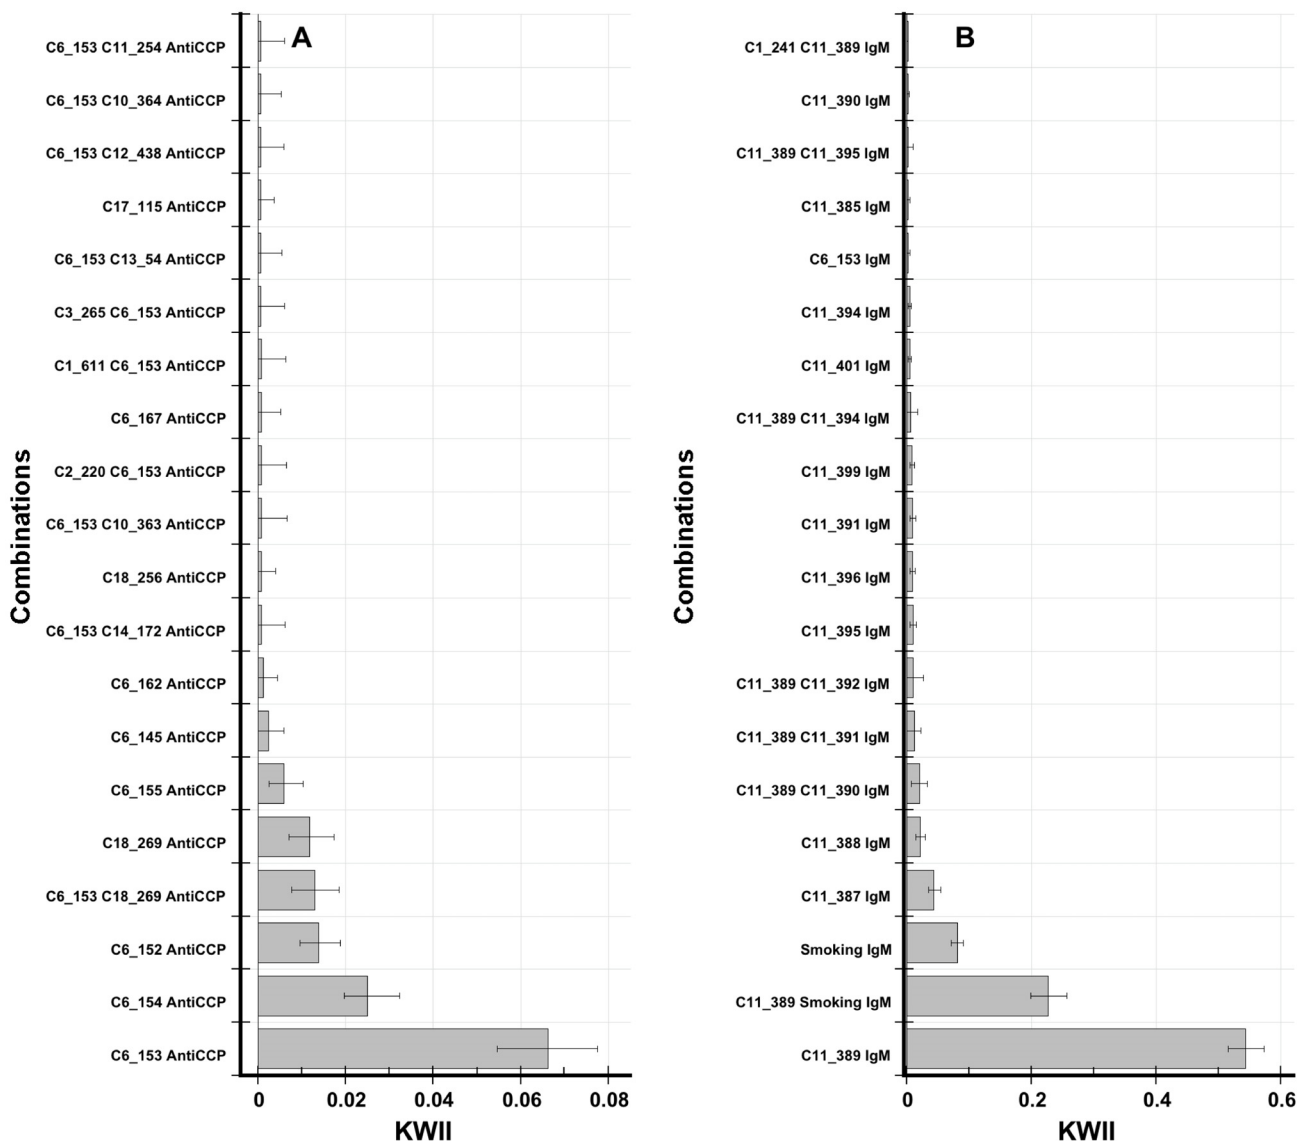 A
C6_153 C11_254 AntiCCP
C6_153 C10_364 AntiCCP
C6_153 C12_438 AntiCCP
C17_115 AntiCCP
C6_153 C13_54 AntiCCP
C3_265 C6_153 AntiCCP
C1_611 C6_153 AntiCCP
C6_167 AntiCCP
C2_220 C6_153 AntiCCP
C6_153 C10_363 AntiCCP
C18_256 AntiCCP
C6_153 C14_172 AntiCCP
C6_162 AntiCCP
C6_145 AntiCCP
C6_155 AntiCCP
C18_269 AntiCCP
C6_153 C18_269 AntiCCP
C6_152 AntiCCP
C6_154 AntiCCP
C6_153 AntiCCP
Combinations
0 0.02 0.04 0.06 0.08
KWII
B
C1_241 C11_389 IgM
C11_390 IgM
C11_389 C11_395 IgM
C11_385 IgM
C6_153 IgM
C11_394 IgM
C11_401 IgM
C11_389 C11_394 IgM
C11_399 IgM
C11_391 IgM
C11_396 IgM
C11_395 IgM
C11_389 C11_392 IgM
C11_389 C11_391 IgM
C11_389 C11_390 IgM
C11_388 IgM
C11_387 IgM
Smoking IgM
C11_389 Smoking IgM
C11_389 IgM
Combinations
0 0.2 0.4 0.6
KWII